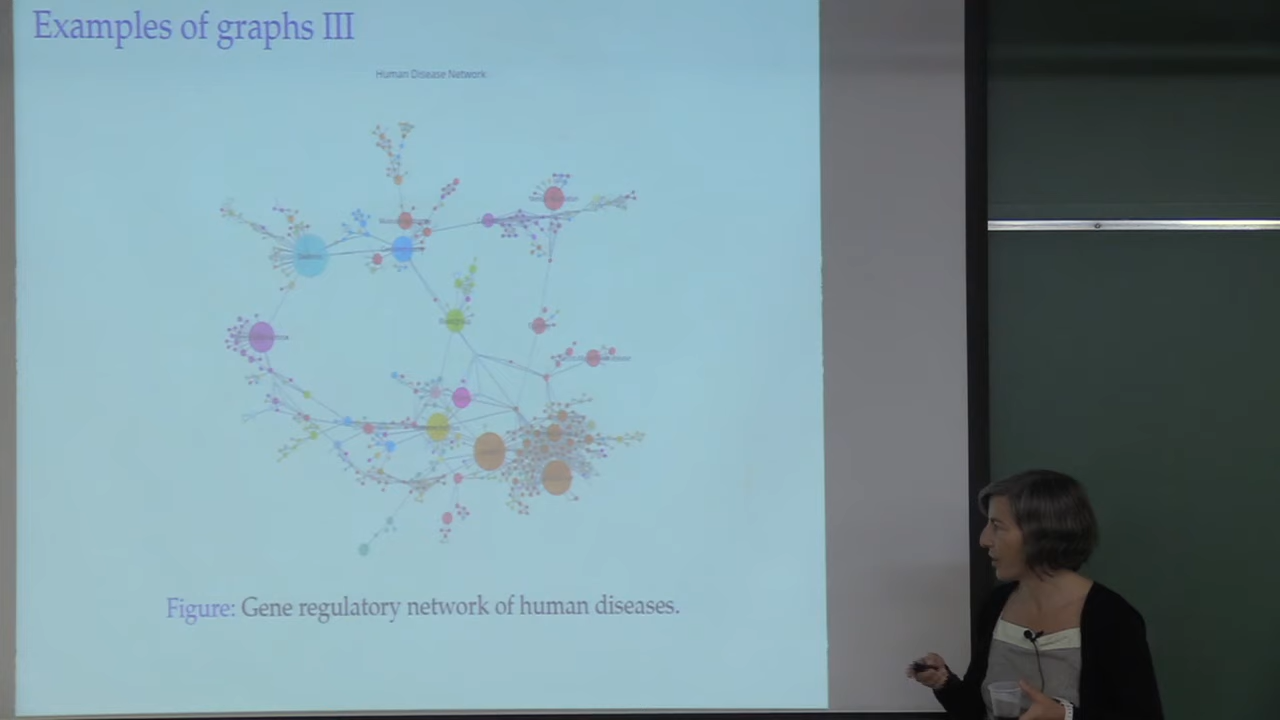 Examples of graphs III
Human Disease Network
Figure: Gene regulatory network of human diseases.